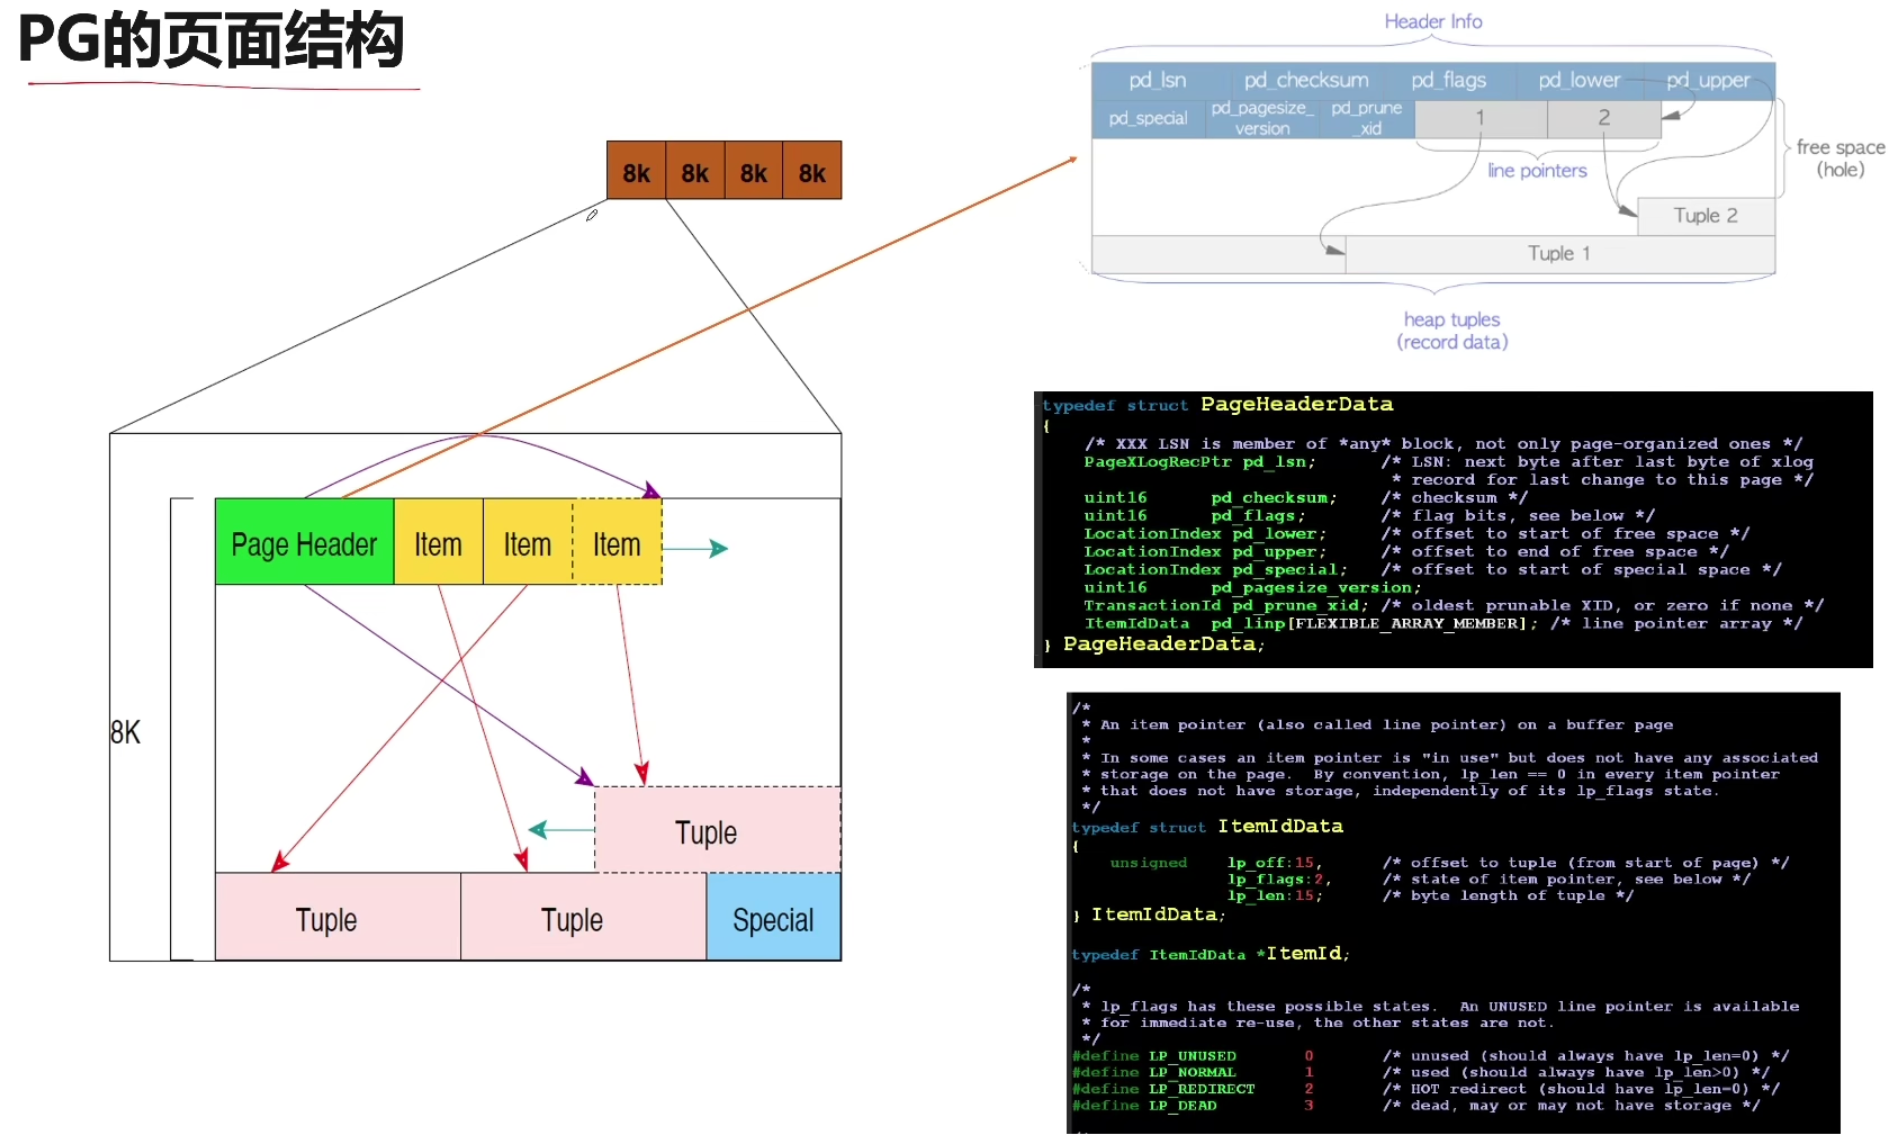 PG的页面结构
8k 8k 8k 8k
8K
Page Header Item Item Item
Tuple
Tuple Tuple Special
Header Info
pd_lsn pd_checksum pd_flags pd_lower pd_upper
pd_special pd_pagesize_ version pd_prune _xid 1 2
line pointers
free space
(hole)
Tuple 2
Tuple 1
heap tuples
(record data)
typedef struct PageHeaderData
{
/* XXX LSN is member of *any* block, not only page-organized ones */
PageXLogRecPtr pd_lsn; /* LSN: next byte after last byte of xlog
* record for last change to this page */
uint16 pd_checksum; /* checksum */
uint16 pd_flags; /* flag bits, see below */
LocationIndex pd_lower; /* offset to start of free space */
LocationIndex pd_upper; /* offset to end of free space */
LocationIndex pd_special; /* offset to start of special space */
uint16 pd_pagesize_version;
TransactionId pd_prune_xid; /* oldest prunable XID, or zero if none */
ItemIdData pd_linp[FLEXIBLE_ARRAY_MEMBER]; /* line pointer array */
} PageHeaderData;
/*
* An item pointer (also called line pointer) on a buffer page
*
* In some cases an item pointer is "in use" but does not have any associated
* storage on the page. By convention, lp_len == 0 in every item pointer
* that does not have storage, independently of its lp_flags state.
*/
typedef struct ItemIdData
{
unsigned lp_off:15, /* offset to tuple (from start of page) */
lp_flags:2, /* state of item pointer, see below */
lp_len:15; /* byte length of tuple */
} ItemIdData;
typedef ItemIdData *ItemId;
/*
* lp_flags has these possible states. An UNUSED line pointer is available
* for immediate re-use, the other states are not.
*/
#define LP_UNUSED 0 /* unused (should always have lp_len=0) */
#define LP_NORMAL 1 /* used (should always have lp_len>0) */
#define LP_REDIRECT 2 /* HOT redirect (should have lp_len=0) */
#define LP_DEAD 3 /* dead, may or may not have storage */